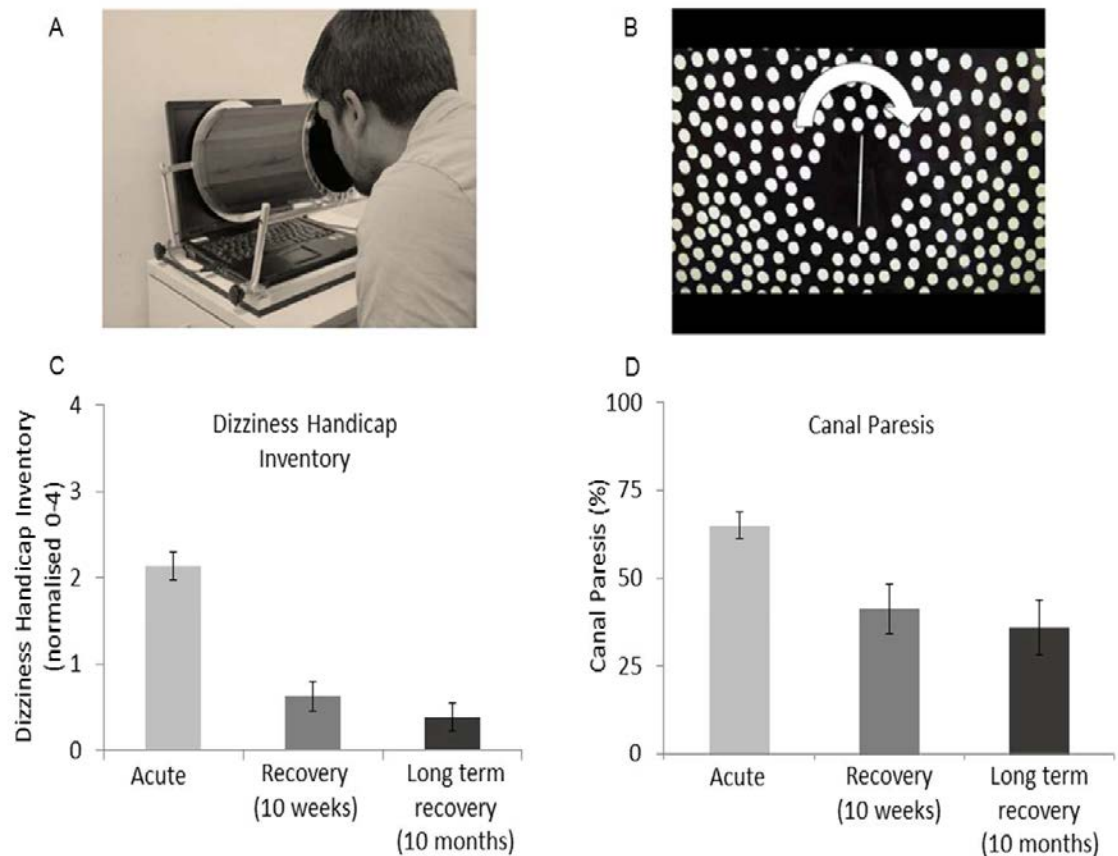 A
B
C
Dizziness Handicap Inventory
(normalised 0-4)
4
3
2
1
0
Dizziness Handicap
Inventory
Acute
Recovery
(10 weeks)
Long term
recovery
(10 months)
D
Canal Paresis (%)
100
75
50
25
0
Canal Paresis
Acute
Recovery
(10 weeks)
Long term
recovery
(10 months)